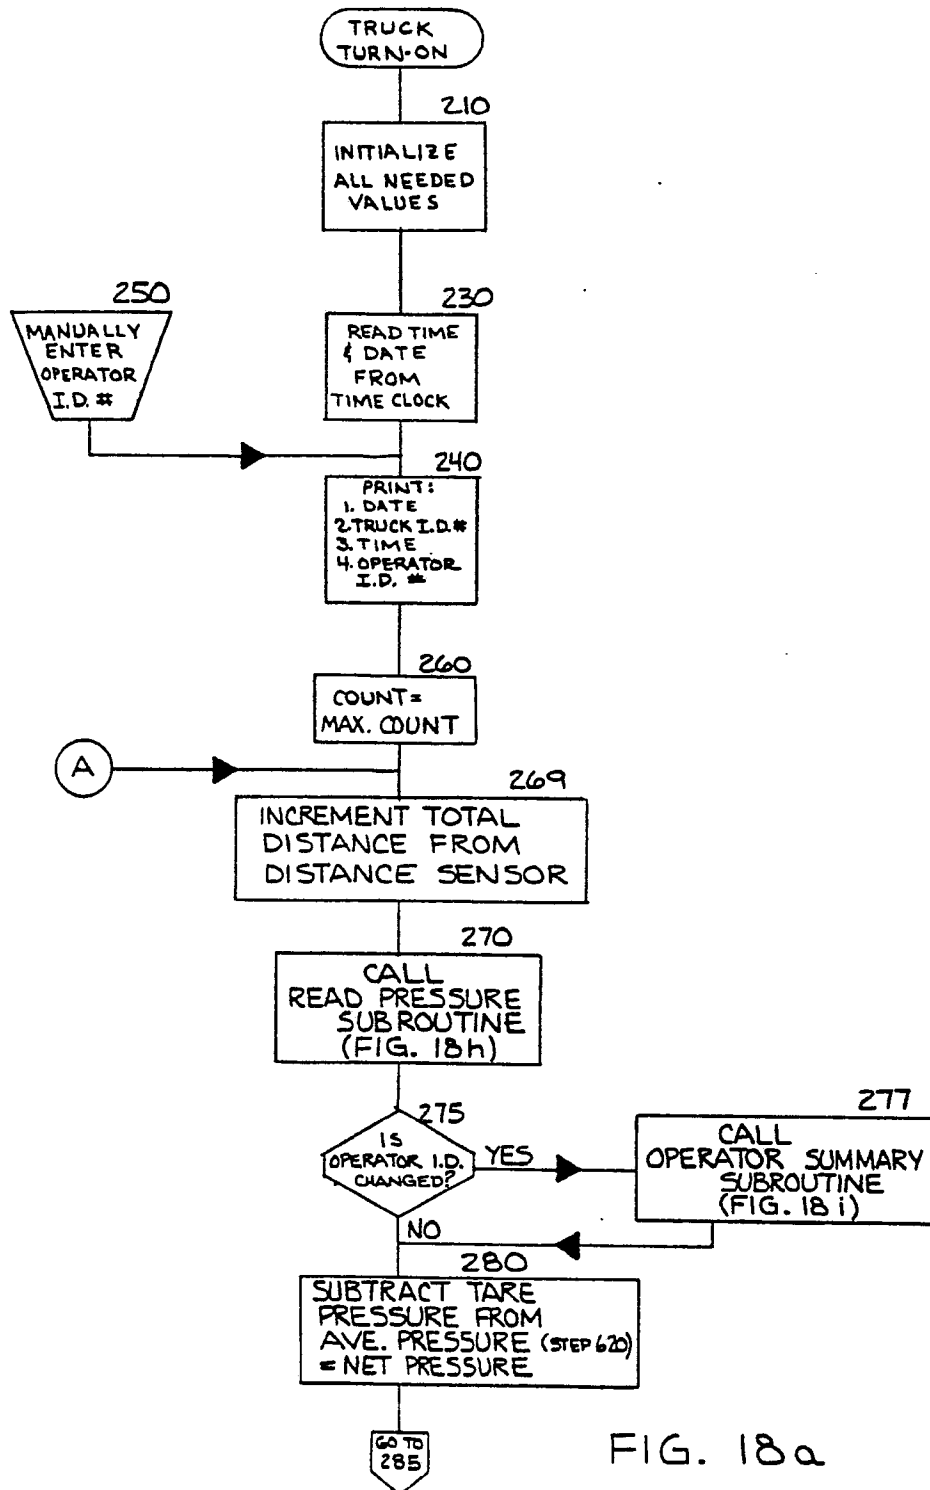 TRUCK
TURN-ON
210
INITIALIZE
ALL NEEDED
VALUES
250
MANUALLY
ENTER
OPERATOR
I.D. #
230
READ TIME
& DATE
FROM
TIME CLOCK
240
PRINT:
1. DATE
2. TRUCK I.D.#
3. TIME
4. OPERATOR
I.D. #
260
COUNT=
MAX. COUNT
A
269
INCREMENT TOTAL
DISTANCE FROM
DISTANCE SENSOR
270
CALL
READ PRESSURE
SUBROUTINE
(FIG. 18h)
275
IS
OPERATOR I.D.
CHANGED?
YES
277
CALL
OPERATOR SUMMARY
SUBROUTINE
(FIG. 18i)
NO
280
SUBTRACT TARE
PRESSURE FROM
AVE. PRESSURE (STEP 620)
= NET PRESSURE
GO TO
285
FIG. 18a